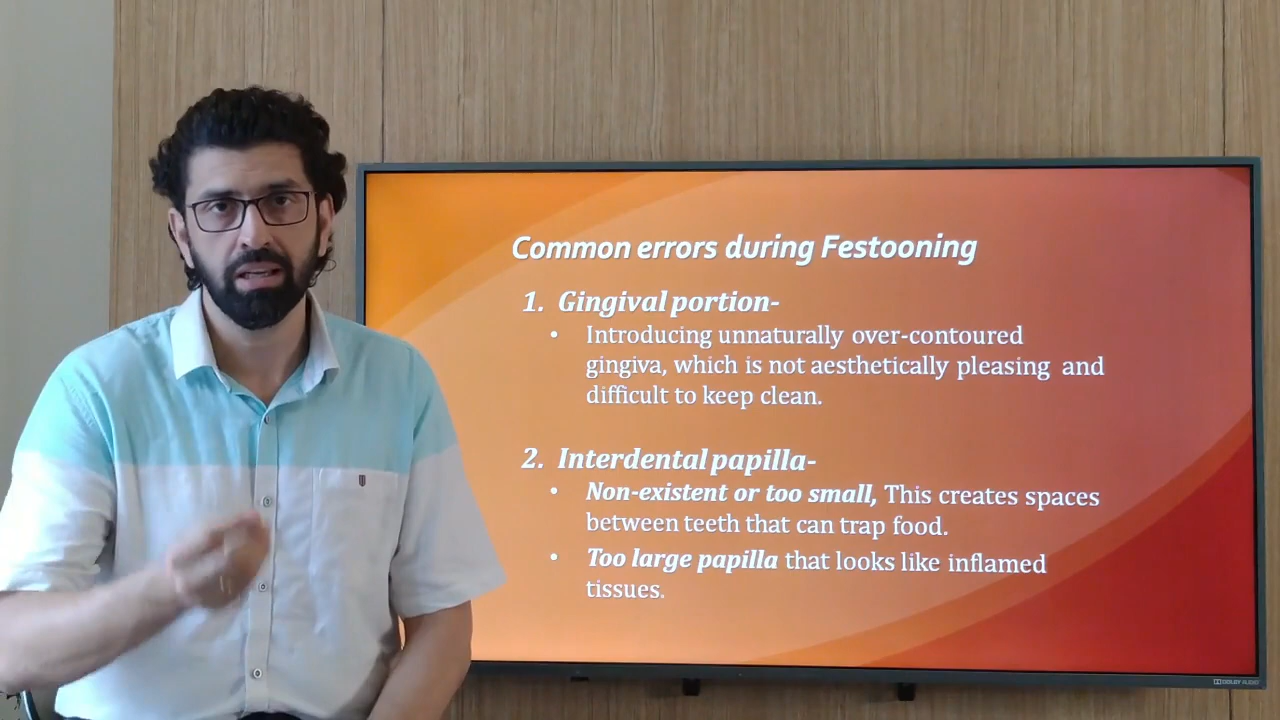 Common errors during Festooning
1. Gingival portion-
• Introducing unnaturally over-contoured
gingiva, which is not aesthetically pleasing and
difficult to keep clean.
2. Interdental papilla-
• Non-existent or too small, This creates spaces
between teeth that can trap food.
• Too large papilla that looks like inflamed
tissues.
DOLBY AUDIO